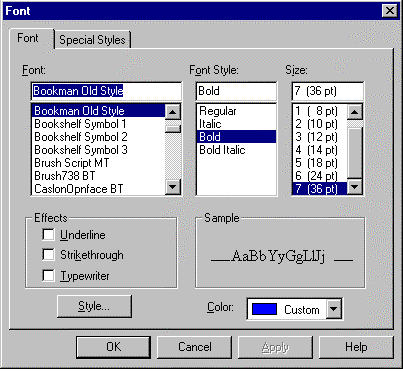 Font
Font
Special Styles
Font:
Font Style:
Size:
Bookman Old Style
Bold
7 (36 pt)
Bookman Old Style
Bookshelf Symbol 1
Bookshelf Symbol 2
Bookshelf Symbol 3
Brush Script MT
Brush738 BT
CaslonOpnface BT
Regular
Italic
Bold
Bold Italic
1 ( 8 pt)
2 (10 pt)
3 (12 pt)
4 (14 pt)
5 (18 pt)
6 (24 pt)
7 (36 pt)
Effects
Underline
Strikethrough
Typewriter
Sample
AaBbYyGgLlJj
Style...
Color:
Custom
OK
Cancel
Apply
Help